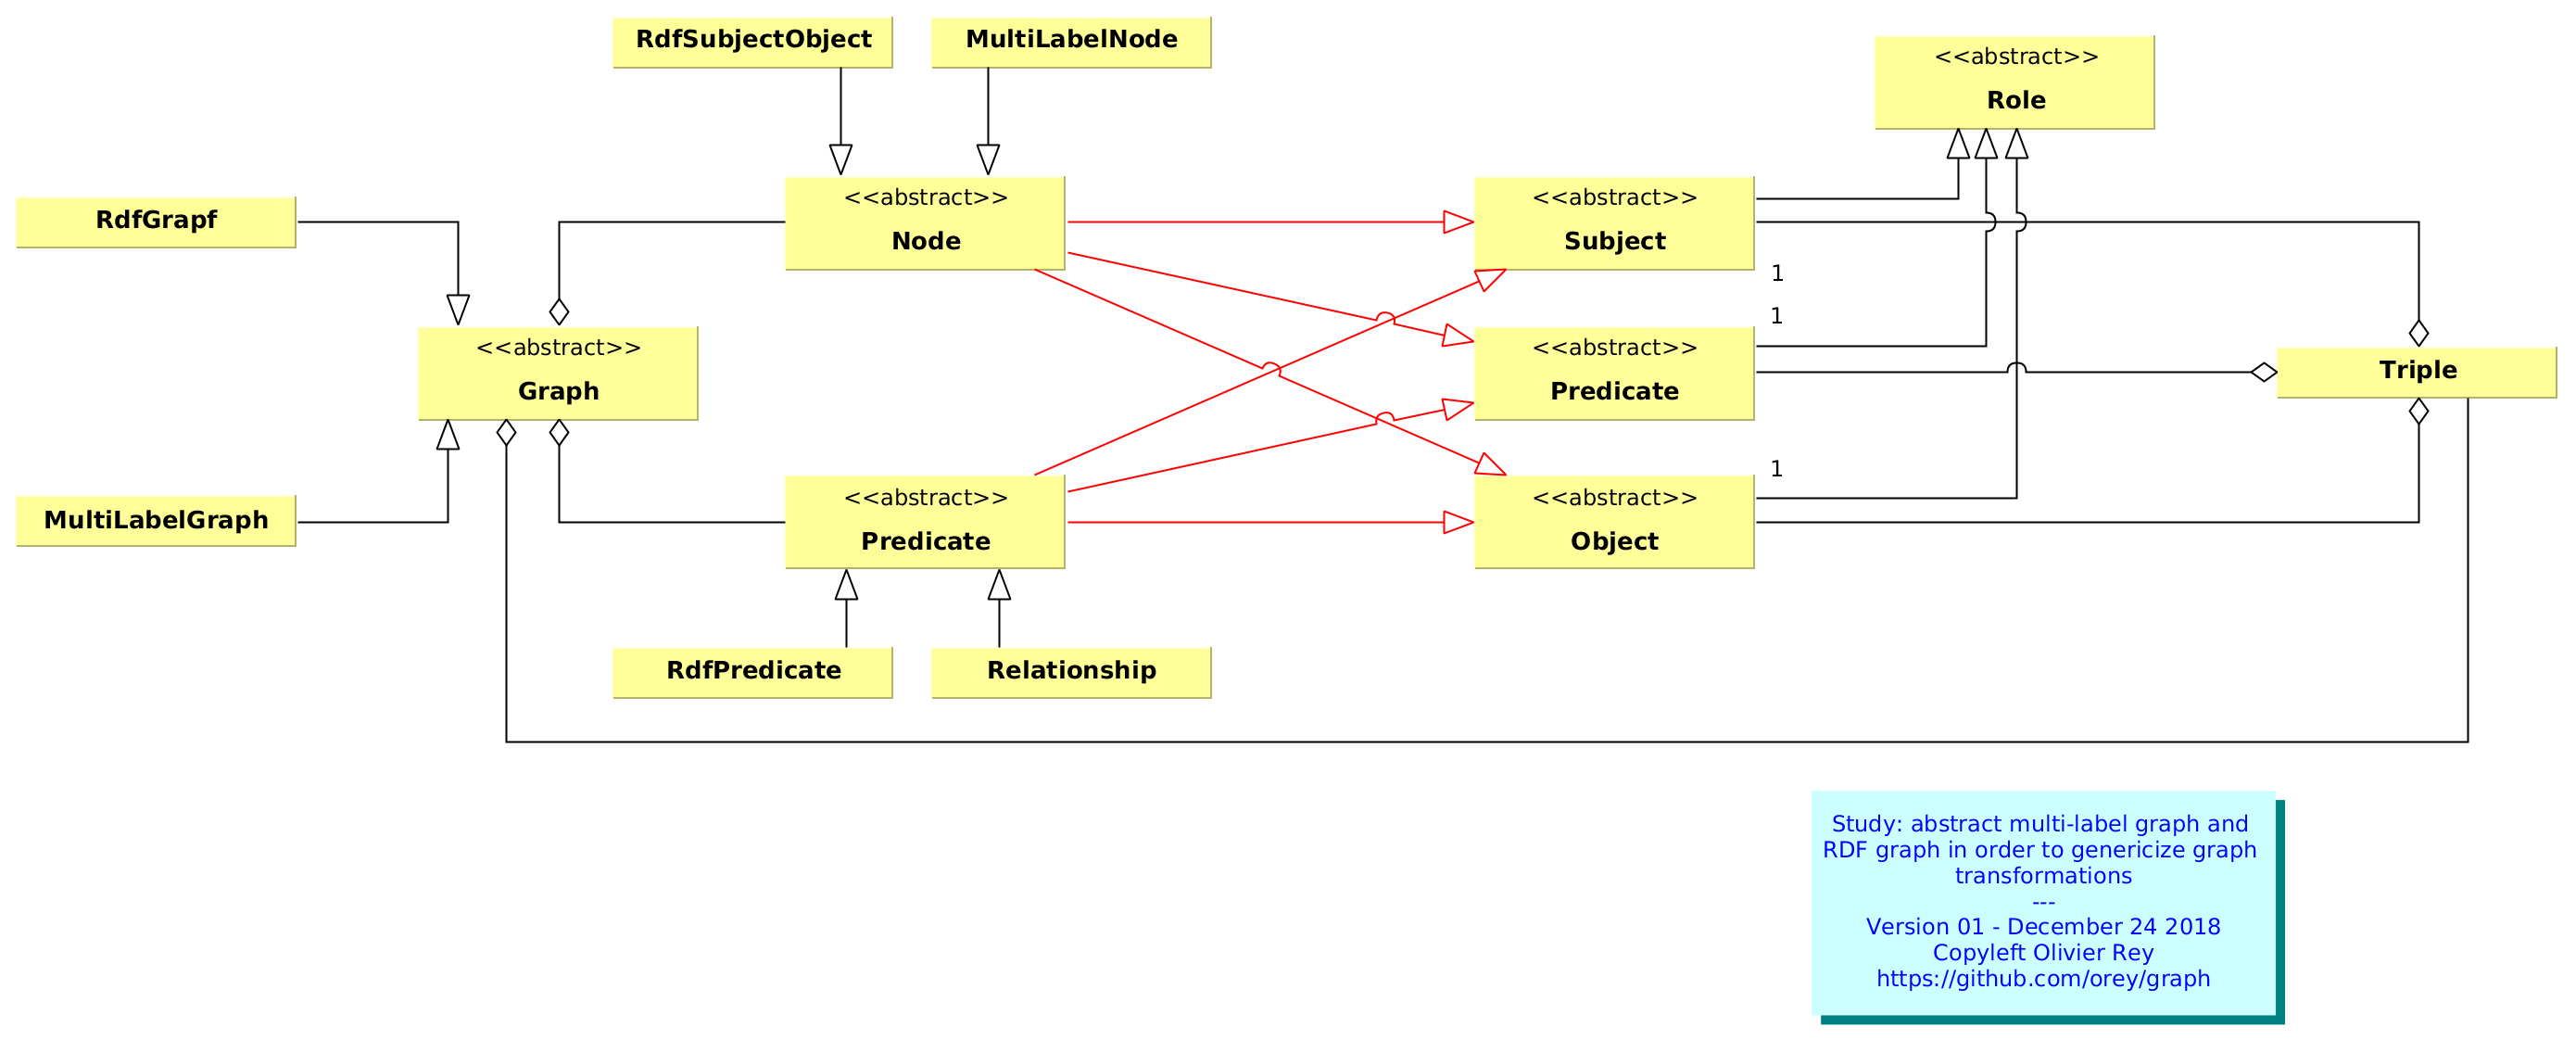 RdfSubjectObject
MultiLabelNode
<<abstract>>
Role
RdfGrapf
<<abstract>>
Node
<<abstract>>
Subject
1
1
<<abstract>>
Graph
<<abstract>>
Predicate
Triple
1
MultiLabelGraph
<<abstract>>
Predicate
<<abstract>>
Object
RdfPredicate
Relationship
Study: abstract multi-label graph and
RDF graph in order to genericize graph
transformations
---
Version 01 - December 24 2018
Copyleft Olivier Rey
https://github.com/orey/graph